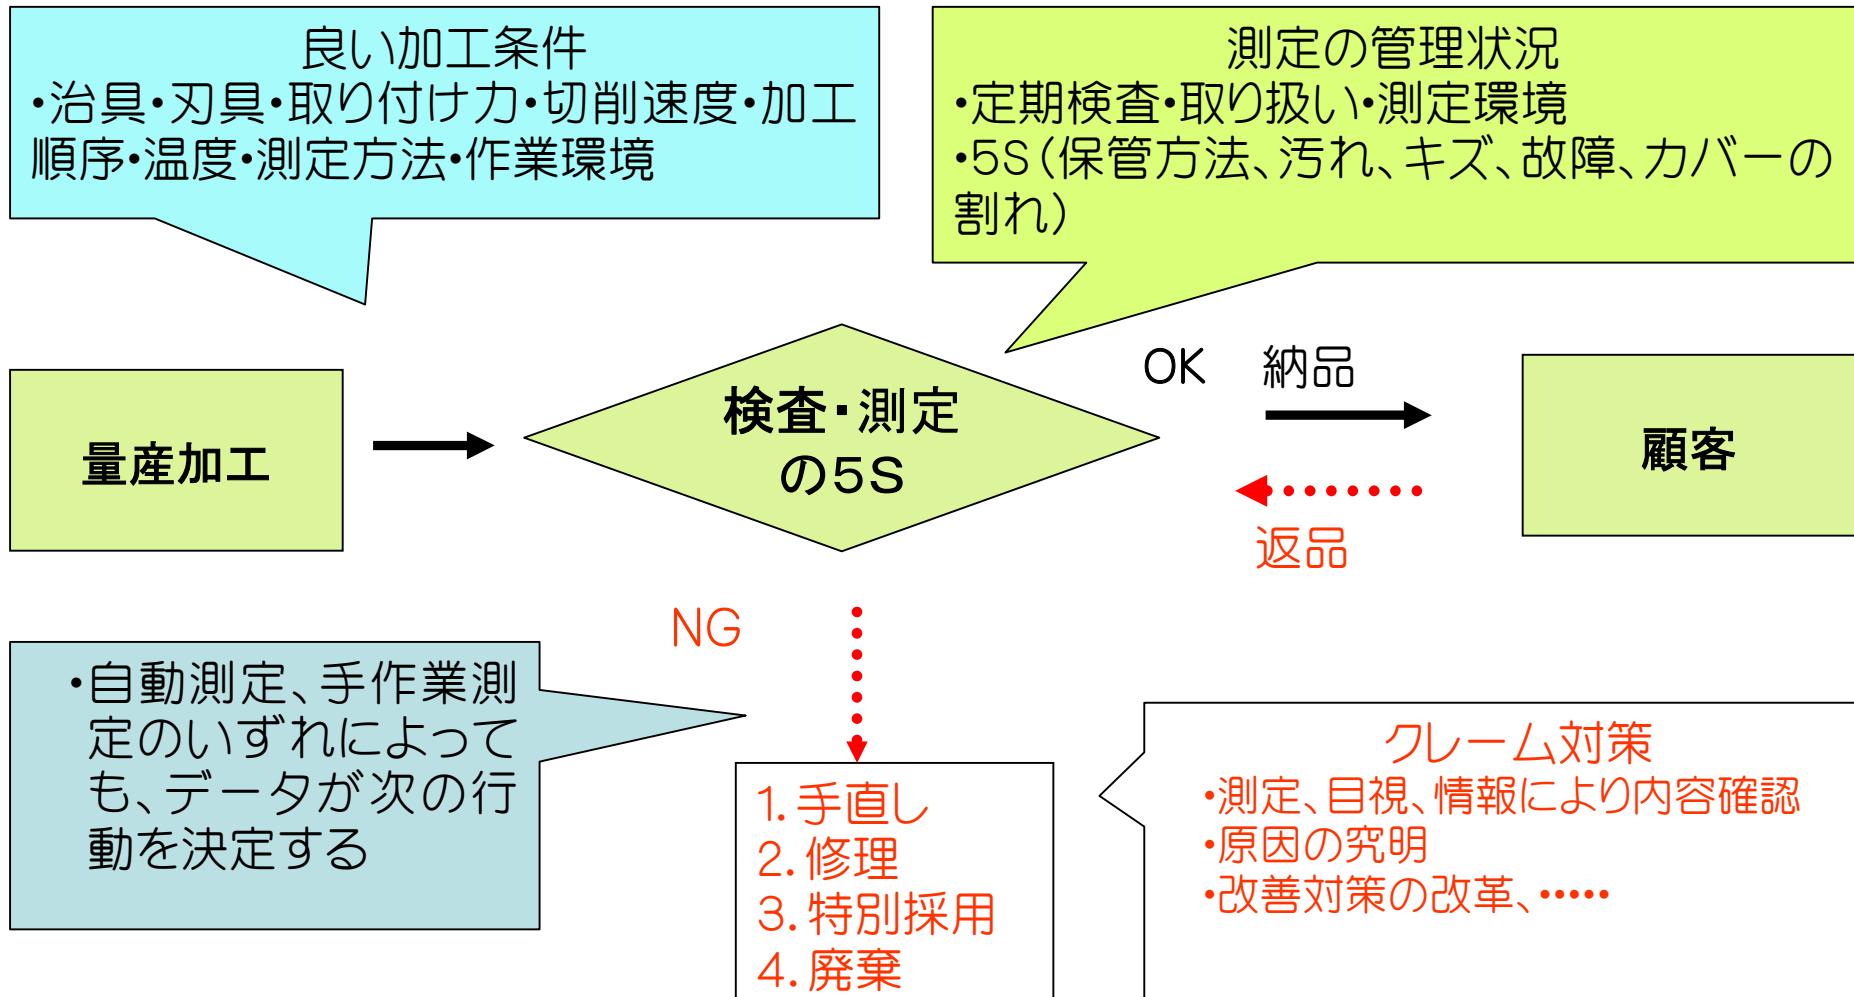 良い加工条件
・治具・刃具・取り付け力・切削速度・加工
順序・温度・測定方法・作業環境
測定の管理状況
・定期検査・取り扱い・測定環境
・5S(保管方法、汚れ、キズ、故障、カバーの
割れ)
量産加工
検査・測定
の5S
OK 納品
返品
顧客
NG
・自動測定、手作業測
定のいずれによって
も、データが次の行
動を決定する
1.手直し
2.修理
3.特別採用
4.廃棄
クレーム対策
・測定、目視、情報により内容確認
・原因の究明
・改善対策の改革、・・・・・